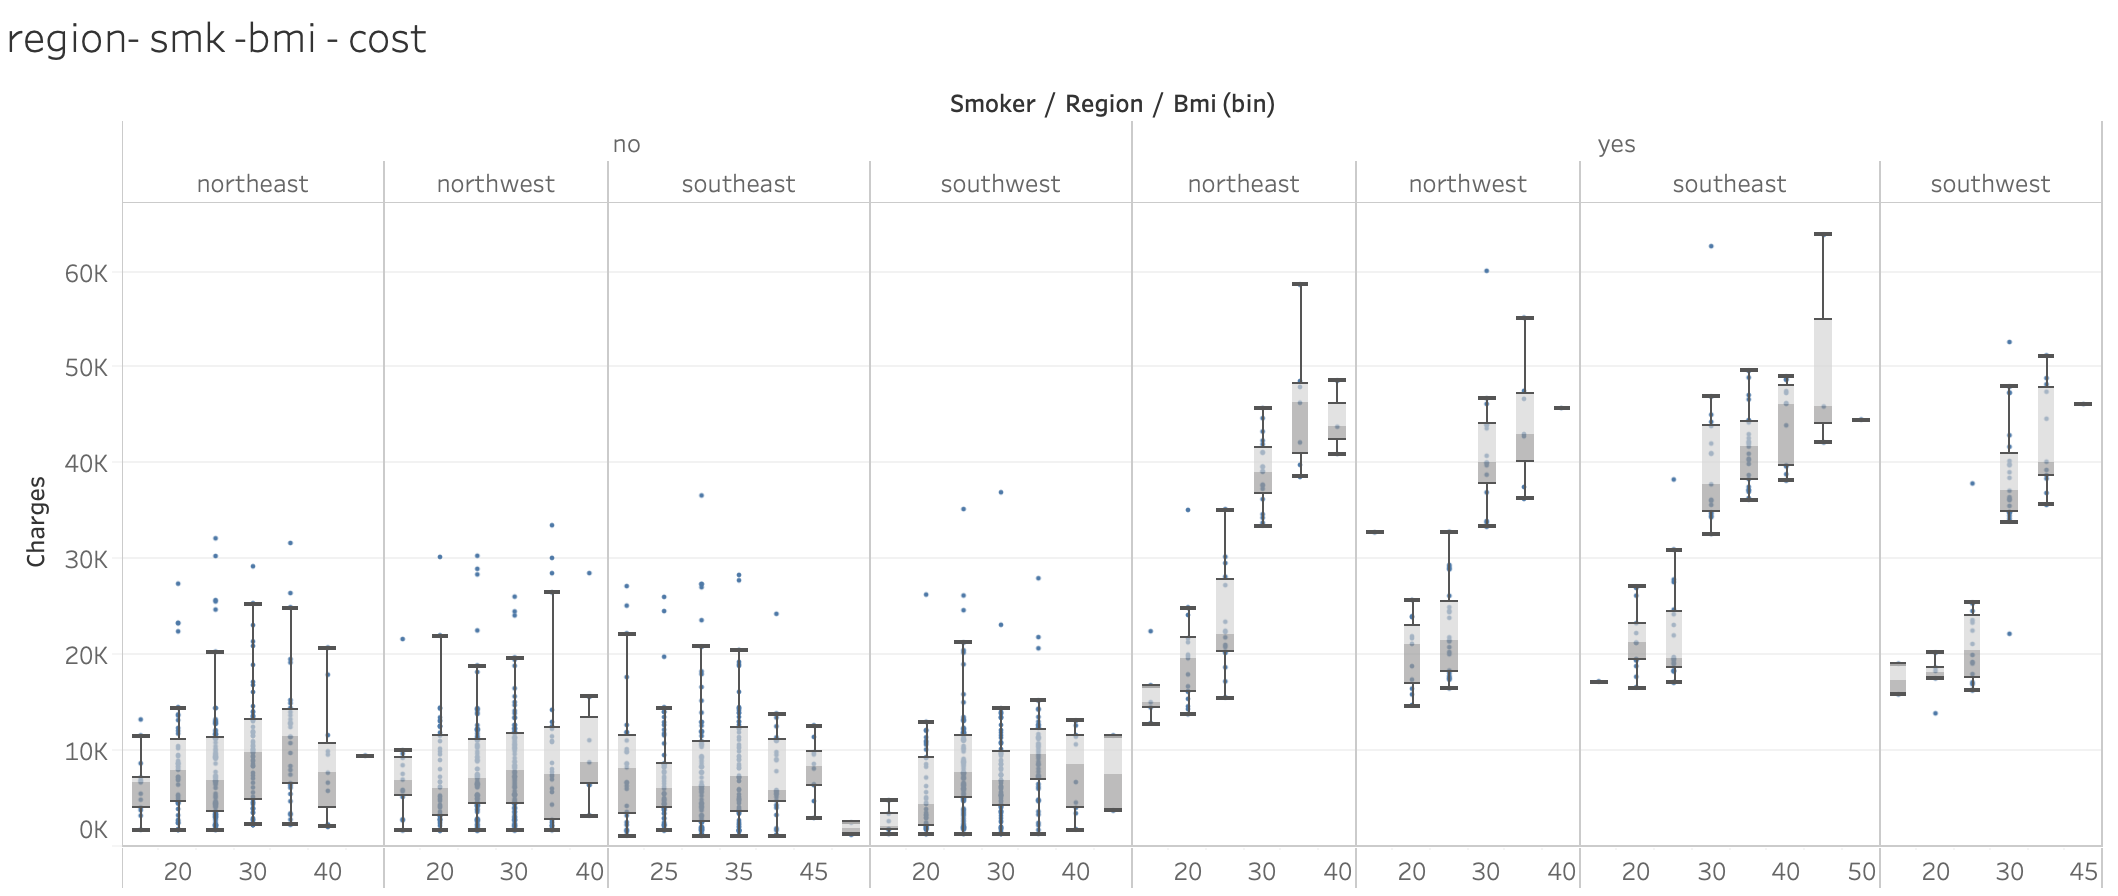 region- smk -bmi - cost
Smoker / Region / Bmi (bin)
no yes
northeast northwest southeast southwest northeast northwest southeast southwest
60K
50K
40K
30K
20K
10K
0K
Charges
20 30 40 20 30 40 25 35 45 20 30 40 20 30 40 20 30 40 20 30 40 50 20 30 45